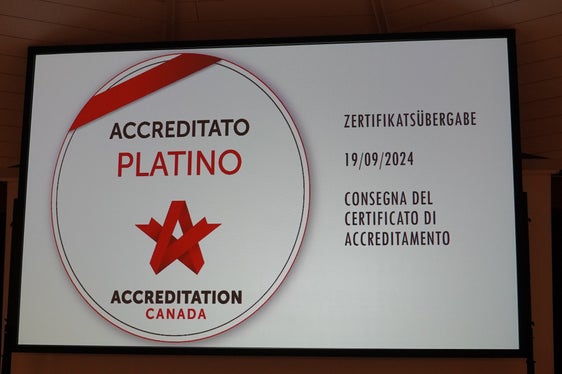 ACCREDITATO
PLATINO
ACCREDITATION
CANADA
ZERTIFIKATSÜBERGABE
19/09/2024
CONSEGNA DEL
CERTIFICATO DI
ACCREDITAMENTO